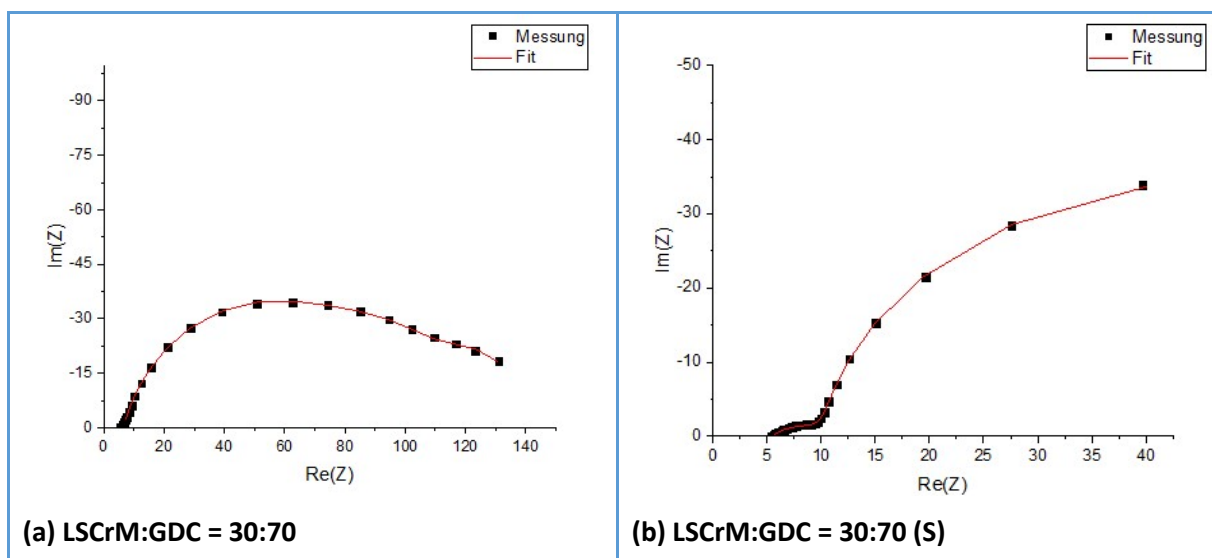 Messung
Fit
-90
-75
-60
-45
-30
-15
0
Im(Z)
0 20 40 60 80 100 120 140
Re(Z)
(a) LSCrM:GDC = 30:70
Messung
Fit
-50
-40
-30
-20
-10
0
Im(Z)
0 5 10 15 20 25 30 35 40
Re(Z)
(b) LSCrM:GDC = 30:70 (S)